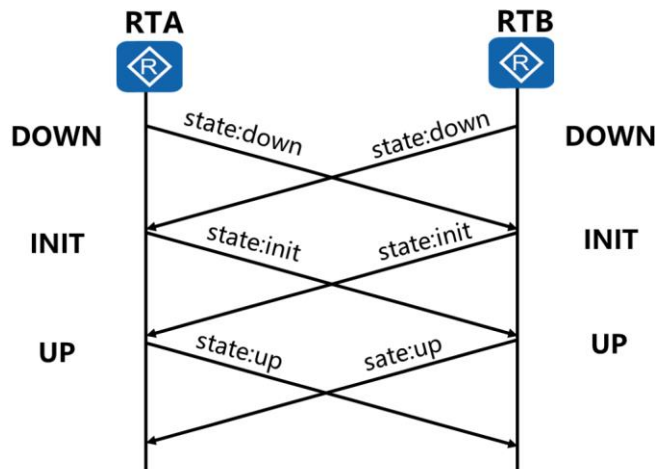 RTA RTB
R R
DOWN state:down state:down DOWN
INIT state:init state:init INIT
UP state:up sate:up UP